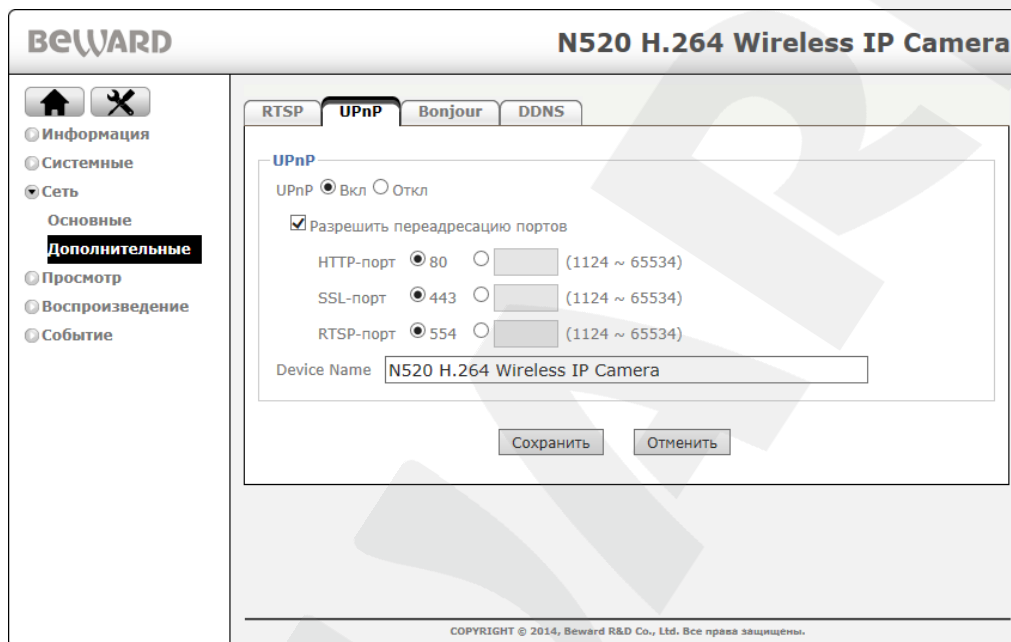 BEWARD
N520 H.264 Wireless IP Camera
Информация
Системные
Сеть
Основные
Дополнительные
Просмотр
Воспроизведение
Событие
RTSP UPnP Bonjour DDNS
UPnP
UPnP Вкл Откл
Разрешить переадресацию портов
HTTP-порт 80 (1124 ~ 65534)
SSL-порт 443 (1124 ~ 65534)
RTSP-порт 554 (1124 ~ 65534)
Device Name N520 H.264 Wireless IP Camera
Сохранить Отменить
COPYRIGHT © 2014, Beward R&D Co., Ltd. Все права защищены.